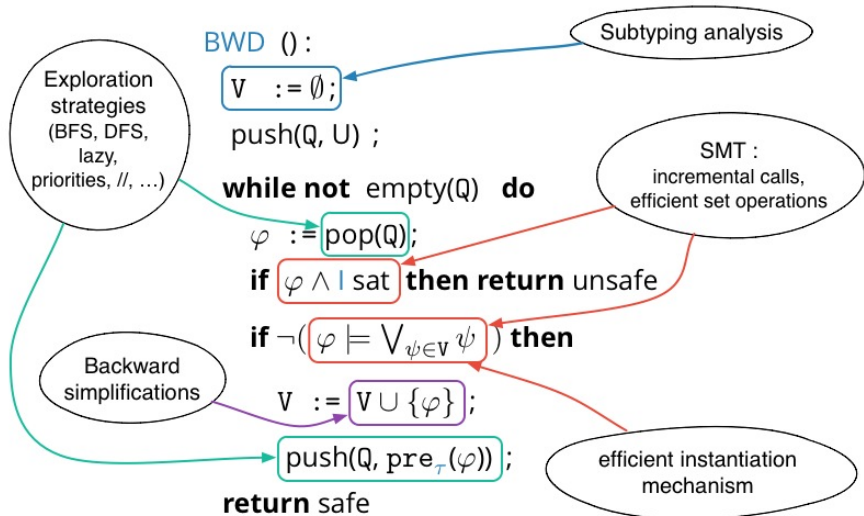 BWD ():
Subtyping analysis
Exploration
strategies
(BFS, DFS,
lazy,
priorities, //, …)
V := ∅;
push(Q, U) ;
SMT :
incremental calls,
efficient set operations
while not empty(Q) do
φ := pop(Q);
if φ ∧ I sat then return unsafe
if ¬( φ ⊨ ⋁ψ∈V ψ ) then
Backward
simplifications
V := V ∪ {φ} ;
push(Q, preτ(φ)) ;
efficient instantiation
mechanism
return safe